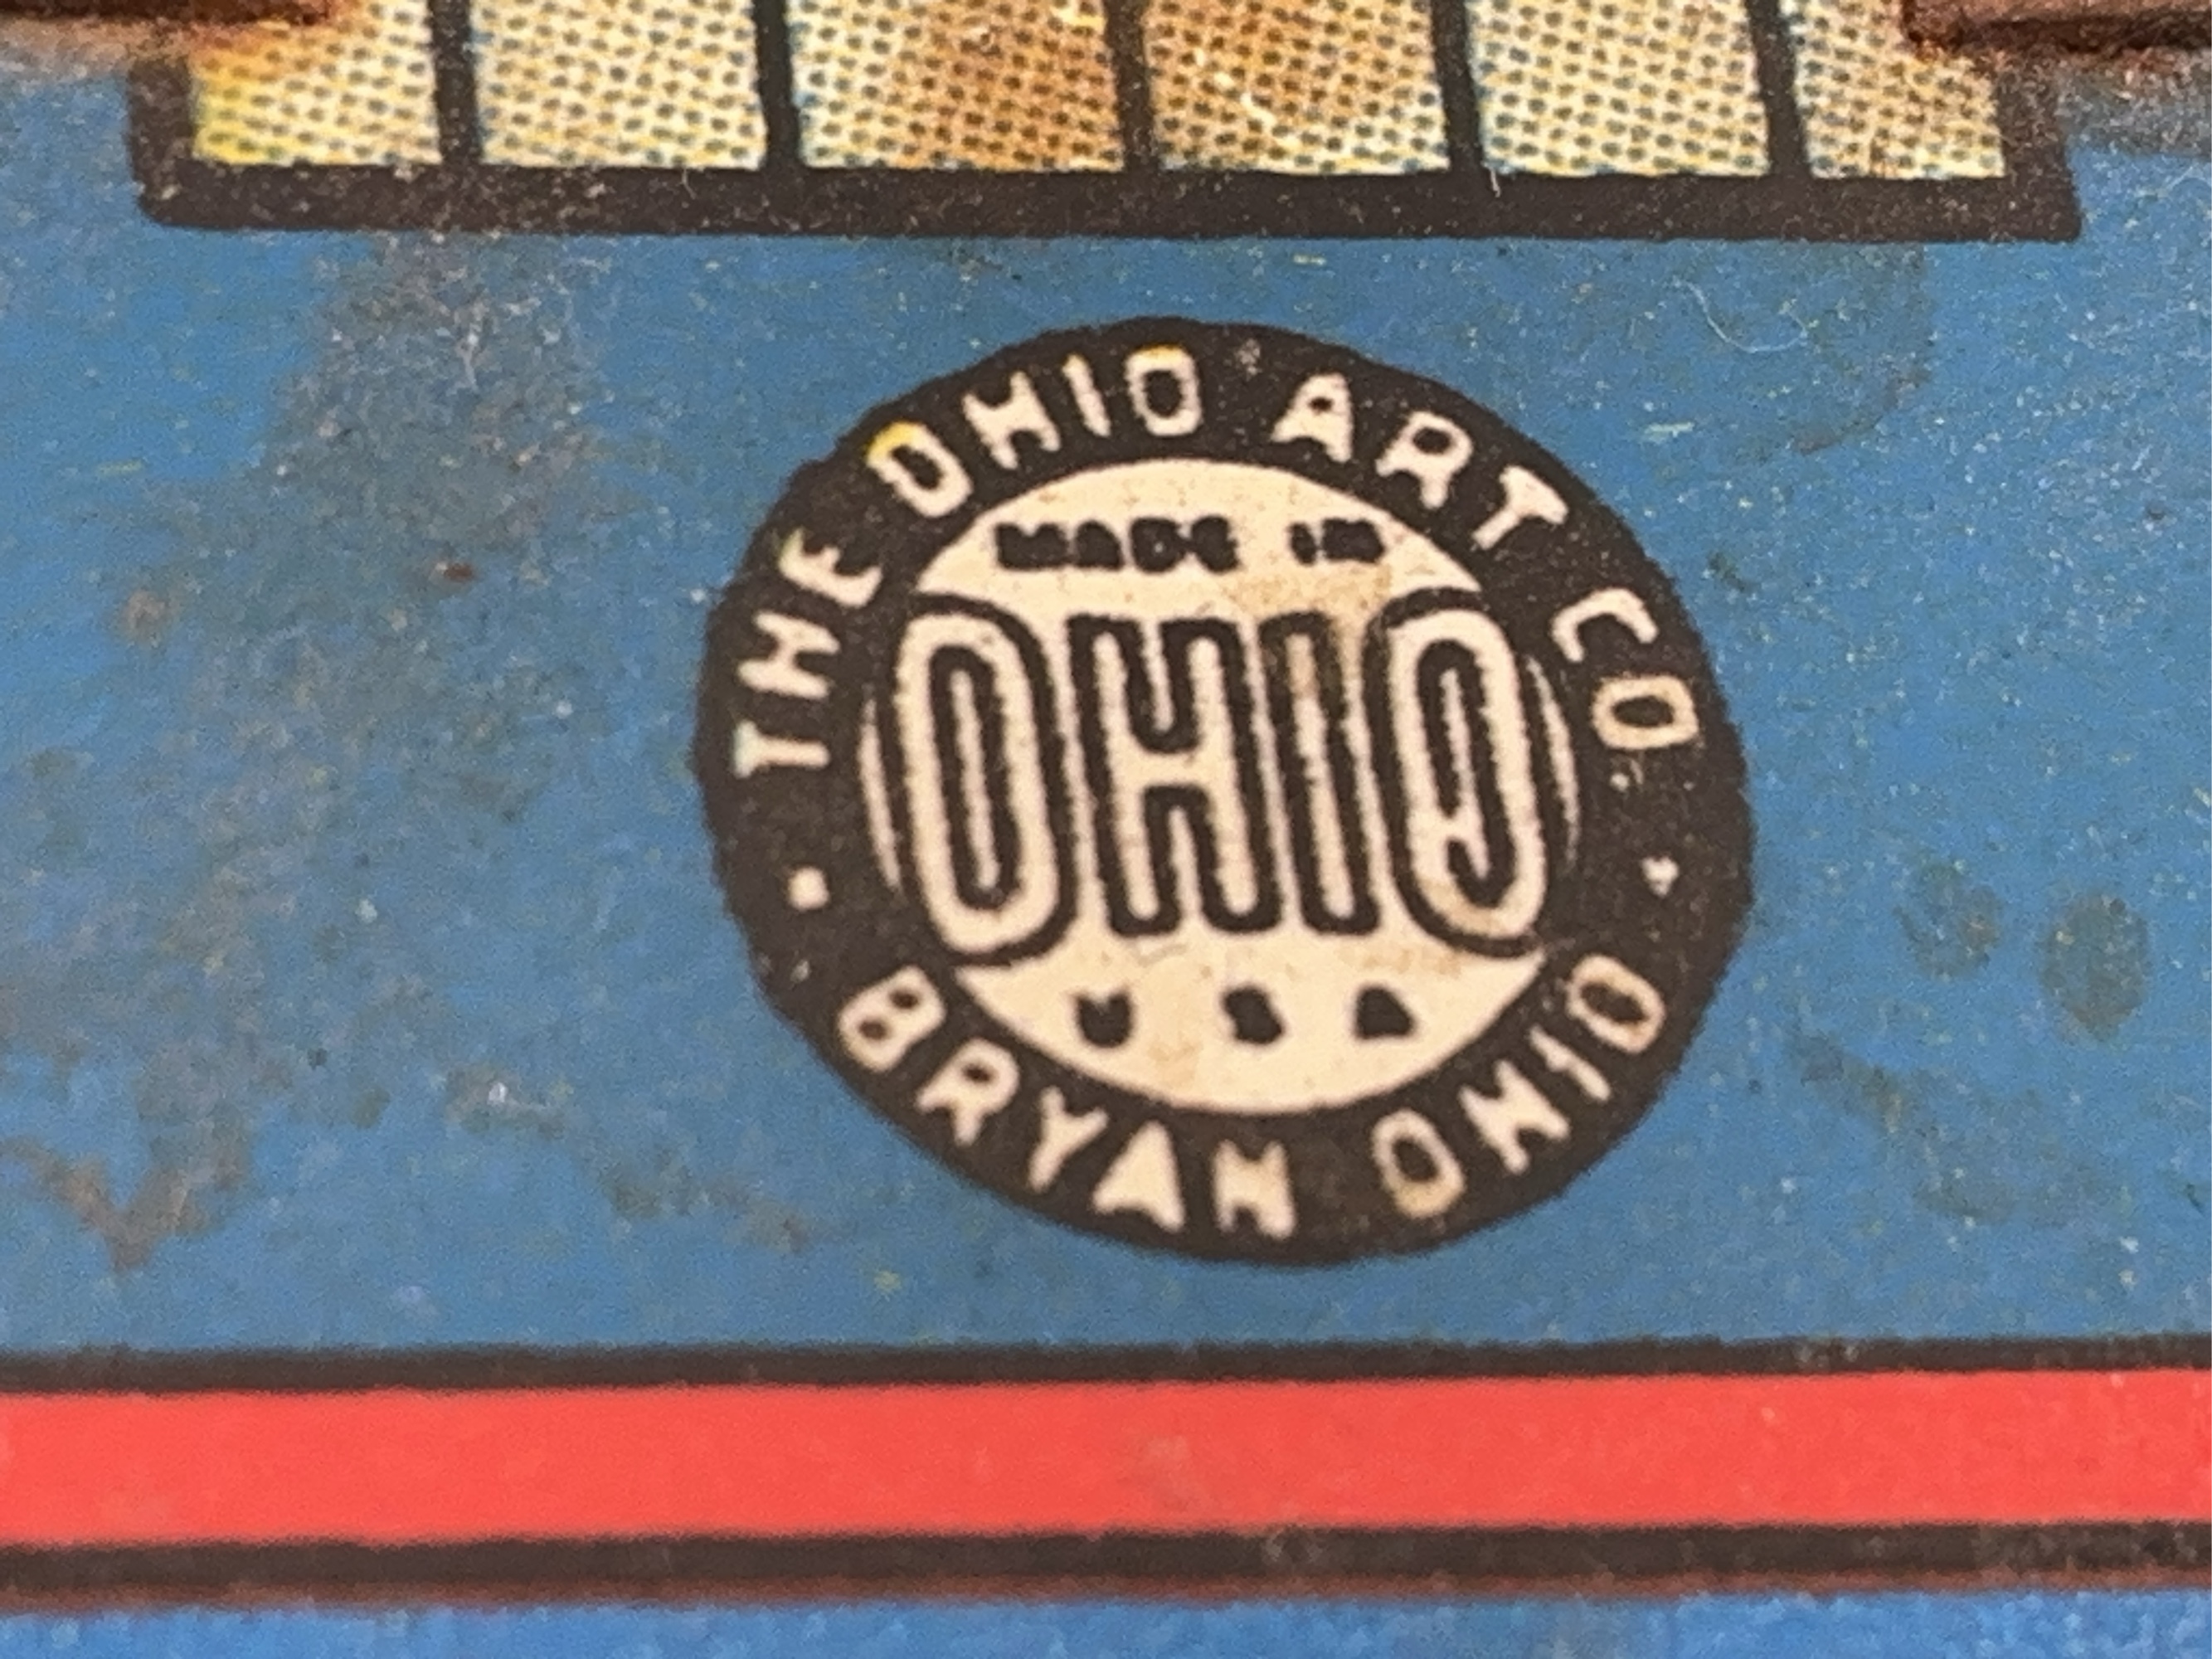 THE OHIO ART CO.
MADE IN
OHIO
U S A
BRYAN OHIO